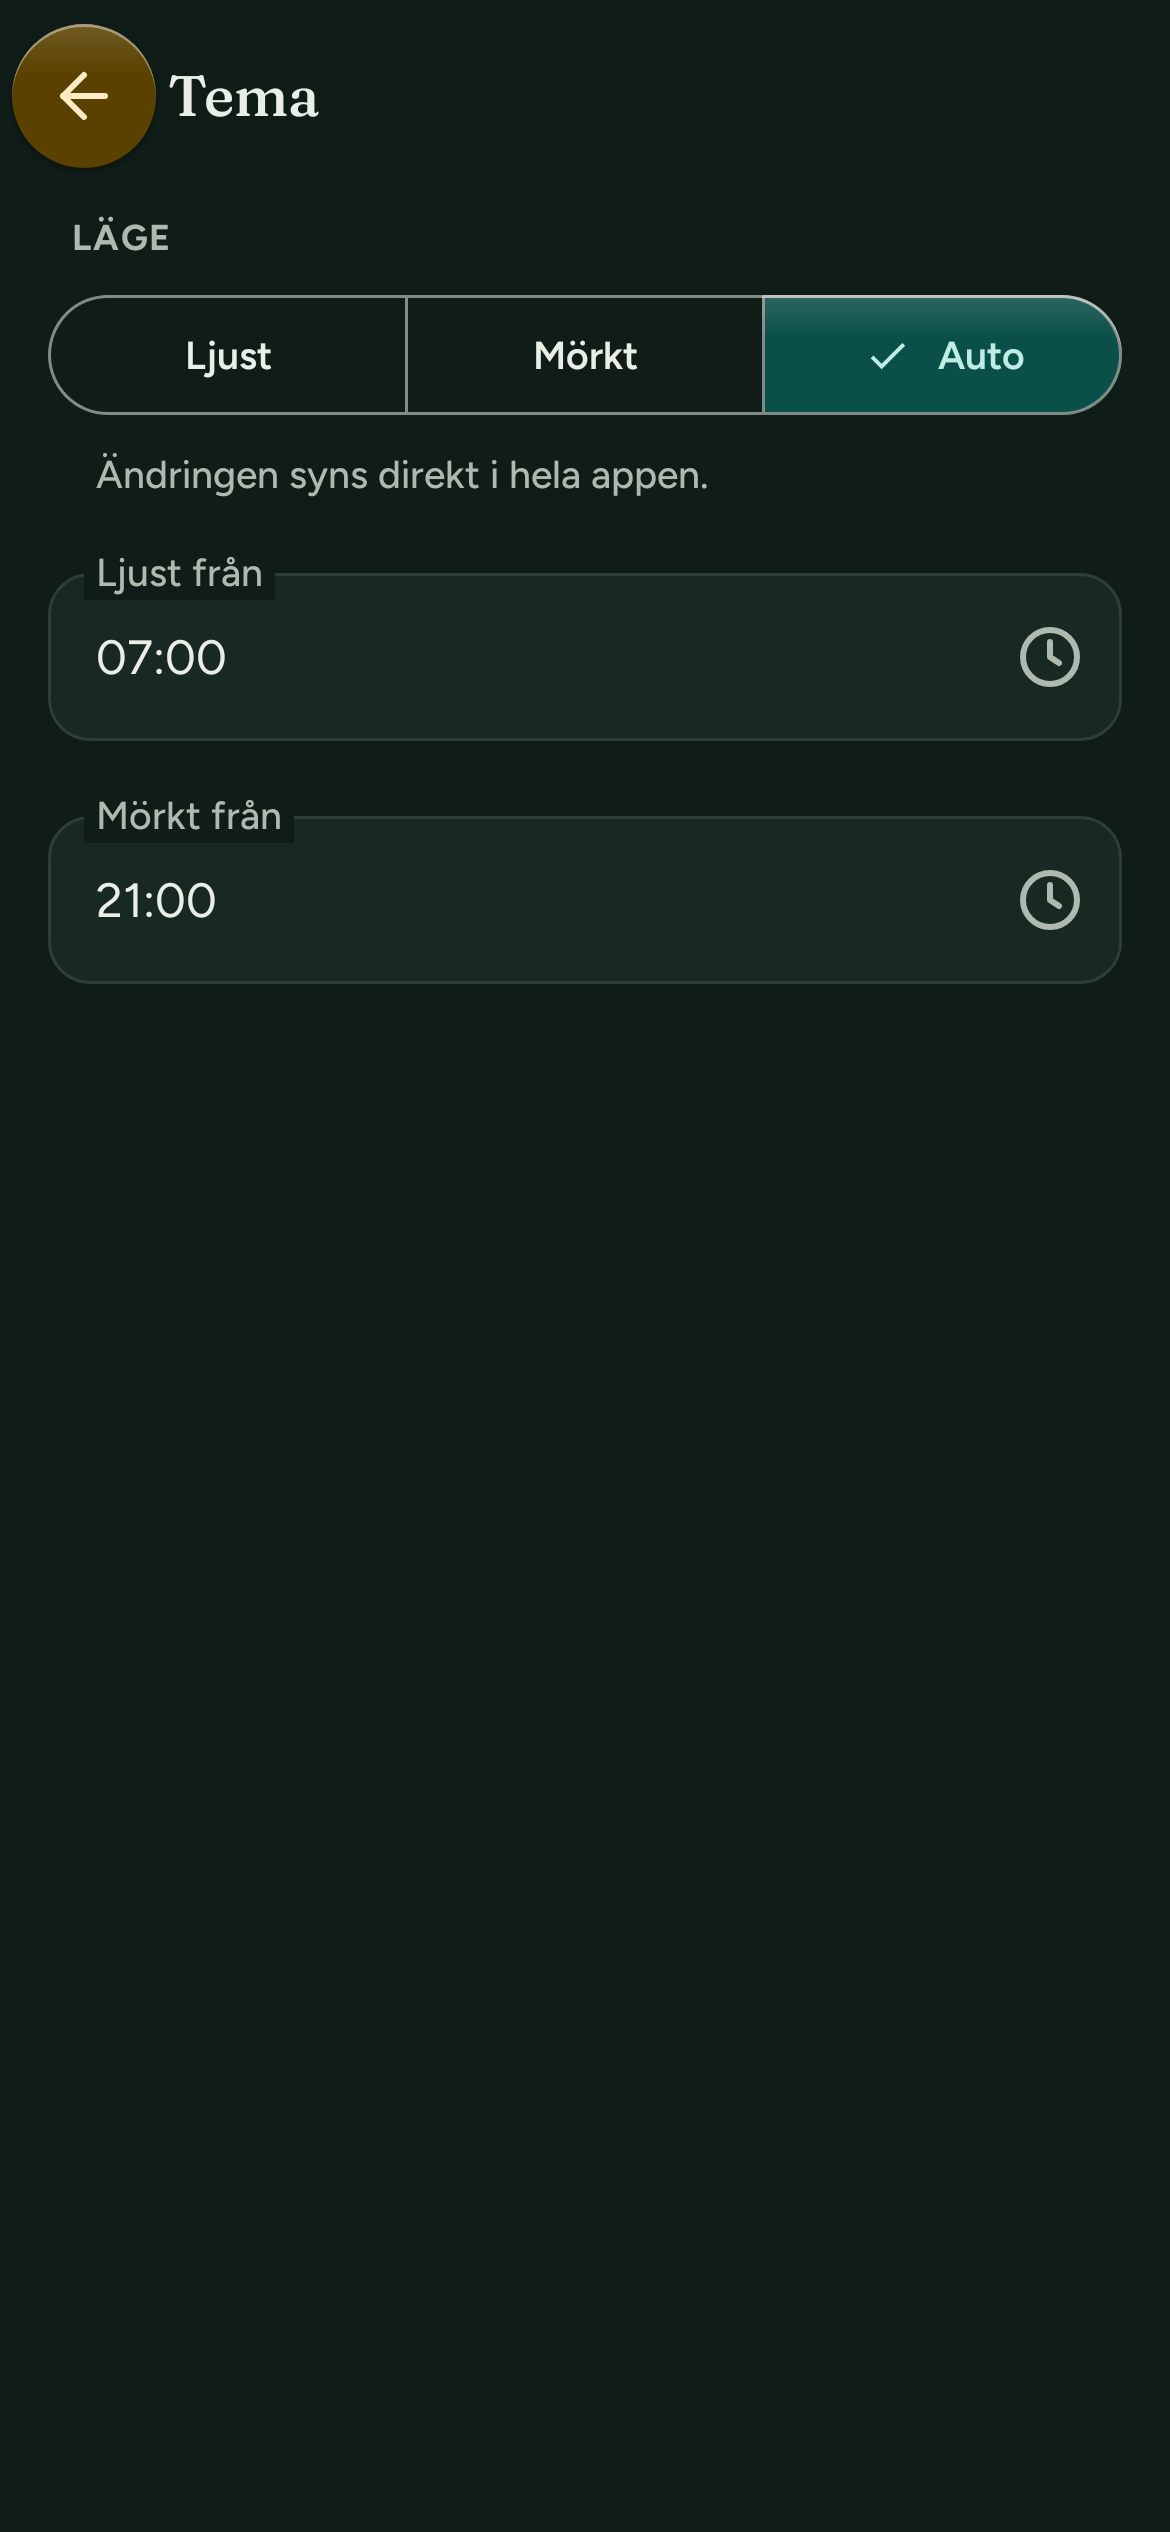 Tema
LÄGE
Ljust
Mörkt
Auto
Ändringen syns direkt i hela appen.
Ljust från
07:00
Mörkt från
21:00